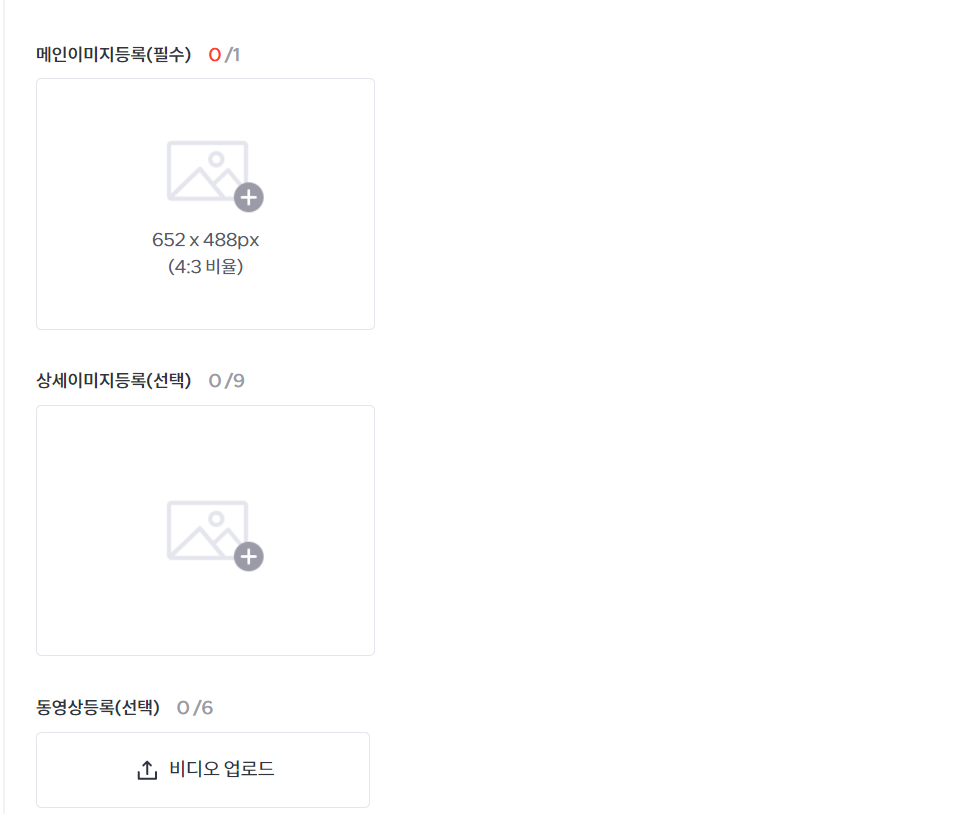 메인이미지등록(필수) 0/1
652 x 488px
(4:3 비율)
상세이미지등록(선택) 0/9
동영상등록(선택) 0/6
비디오 업로드